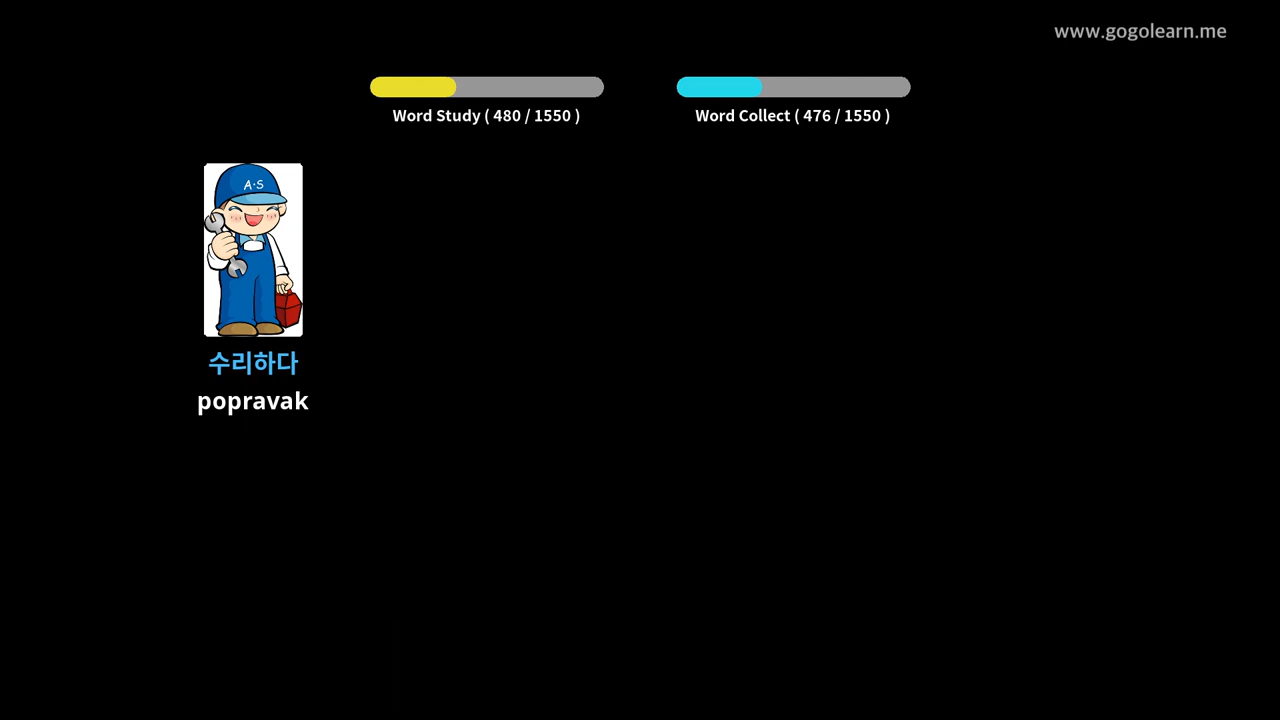 www.gogolearn.me
Word Study ( 480 / 1550 )
Word Collect ( 476 / 1550 )
A·S
수리하다
popravak